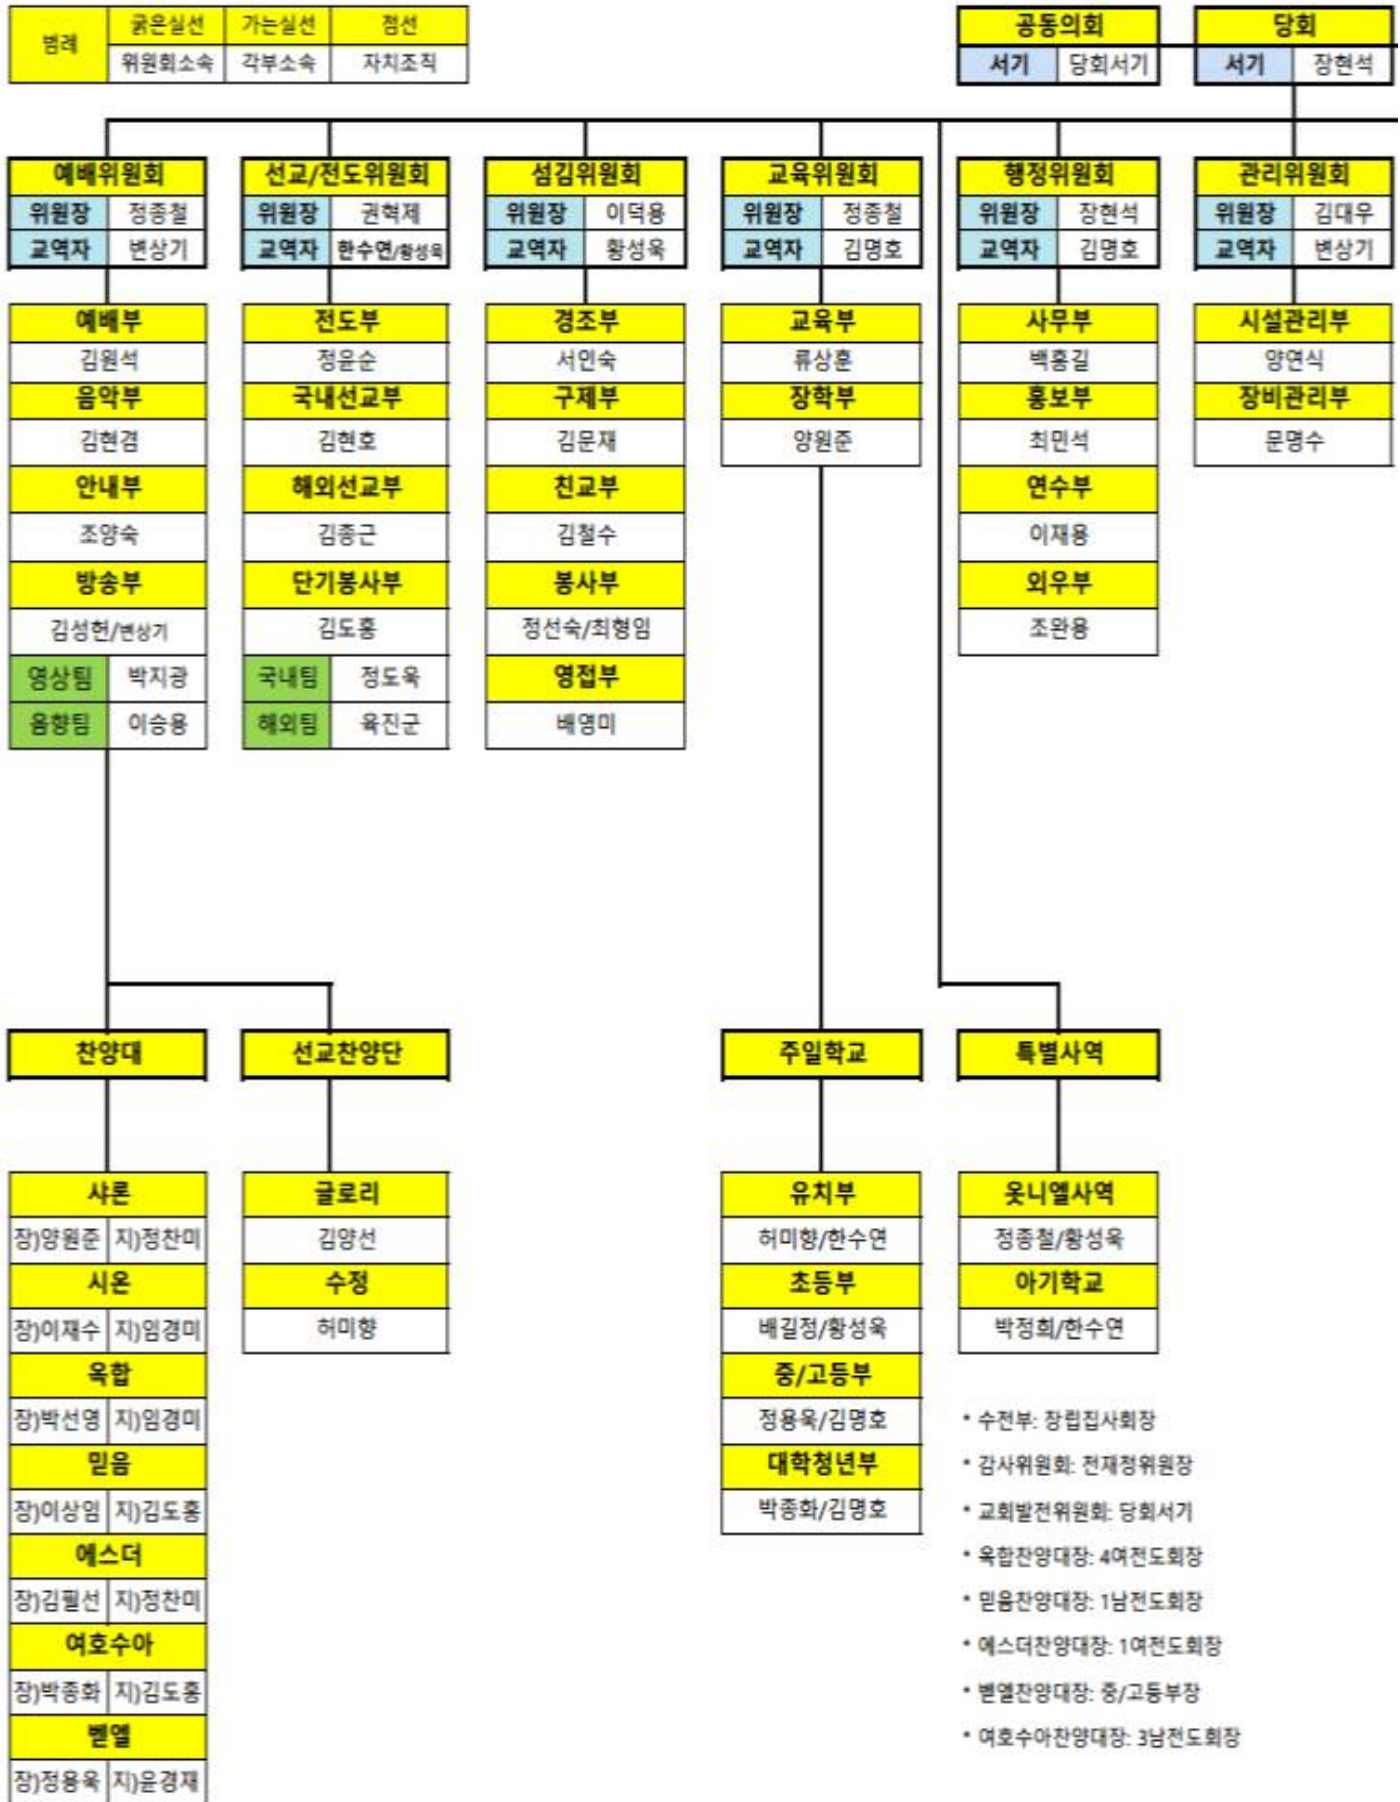 범례 굵은실선 가는실선 점선
위원회소속 각부소속 자치조직
공동의회 당회
서기 당회서기 서기 장현석
예배위원회 선교/전도위원회 섬김위원회 교육위원회 행정위원회 관리위원회
위원장 정종철 위원장 권혁제 위원장 이덕용 위원장 정종철 위원장 장현석 위원장 김대우
교역자 변상기 교역자 한수연/황성욱 교역자 황성욱 교역자 김명호 교역자 김명호 교역자 변상기
예배부 전도부 경조부 교육부 사무부 시설관리부
김원석 정윤순 서인숙 류상훈 백홍길 양연식
음악부 국내선교부 구제부 장학부 홍보부 장비관리부
김현겸 김현호 김문재 양원준 최민석 문명수
안내부 해외선교부 친교부 연수부
조양숙 김종근 김철수 이재용
방송부 단기봉사부 봉사부 외우부
김성헌/변상기 김도홍 정선숙/최형임 조완용
영상팀 박지광 국내팀 정도욱 영접부
음향팀 이승용 해외팀 육진군 배영미
찬양대 선교찬양단 주일학교 특별사역
샤론 글로리 유치부 옷니엘사역
장)양원준 지)정찬미 김양선 허미향/한수연 정종철/황성욱
시온 수정 초등부 아기학교
장)이재수 지)임경미 허미향 배길정/황성욱 박정희/한수연
옥합 중/고등부
장)박선영 지)임경미 정용욱/김명호 * 수전부: 창립집사회장
믿음 대학청년부 * 감사위원회: 전재정위원장
장)이상임 지)김도홍 박종화/김명호 * 교회발전위원회: 당회서기
에스더 * 옥합찬양대장: 4여전도회장
장)김필선 지)정찬미 * 믿음찬양대장: 1남전도회장
여호수아 * 에스더찬양대장: 1여전도회장
장)박종화 지)김도홍 * 벧엘찬양대장: 중/고등부장
벧엘 * 여호수아찬양대장: 3남전도회장
장)정용욱 지)윤경재